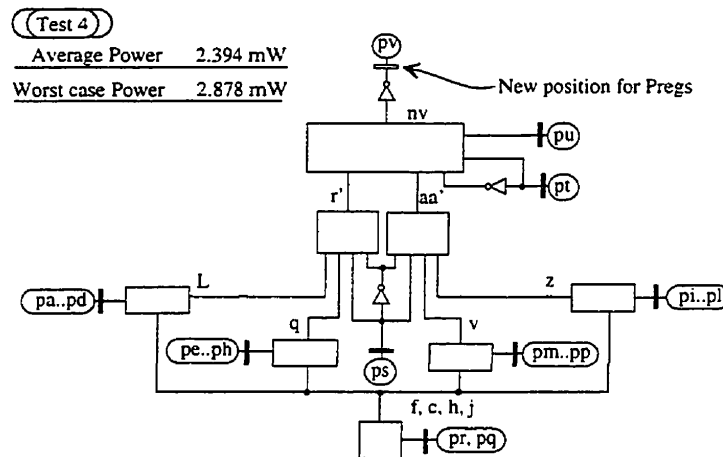 Test 4
Average Power 2.394 mW
Worst case Power 2.878 mW
pv
New position for Pregs
nv
pu
pt
r'
aa'
L
z
pa..pd
pi..pl
q
v
pe..ph
pm..pp
ps
f, c, h, j
pr, pq